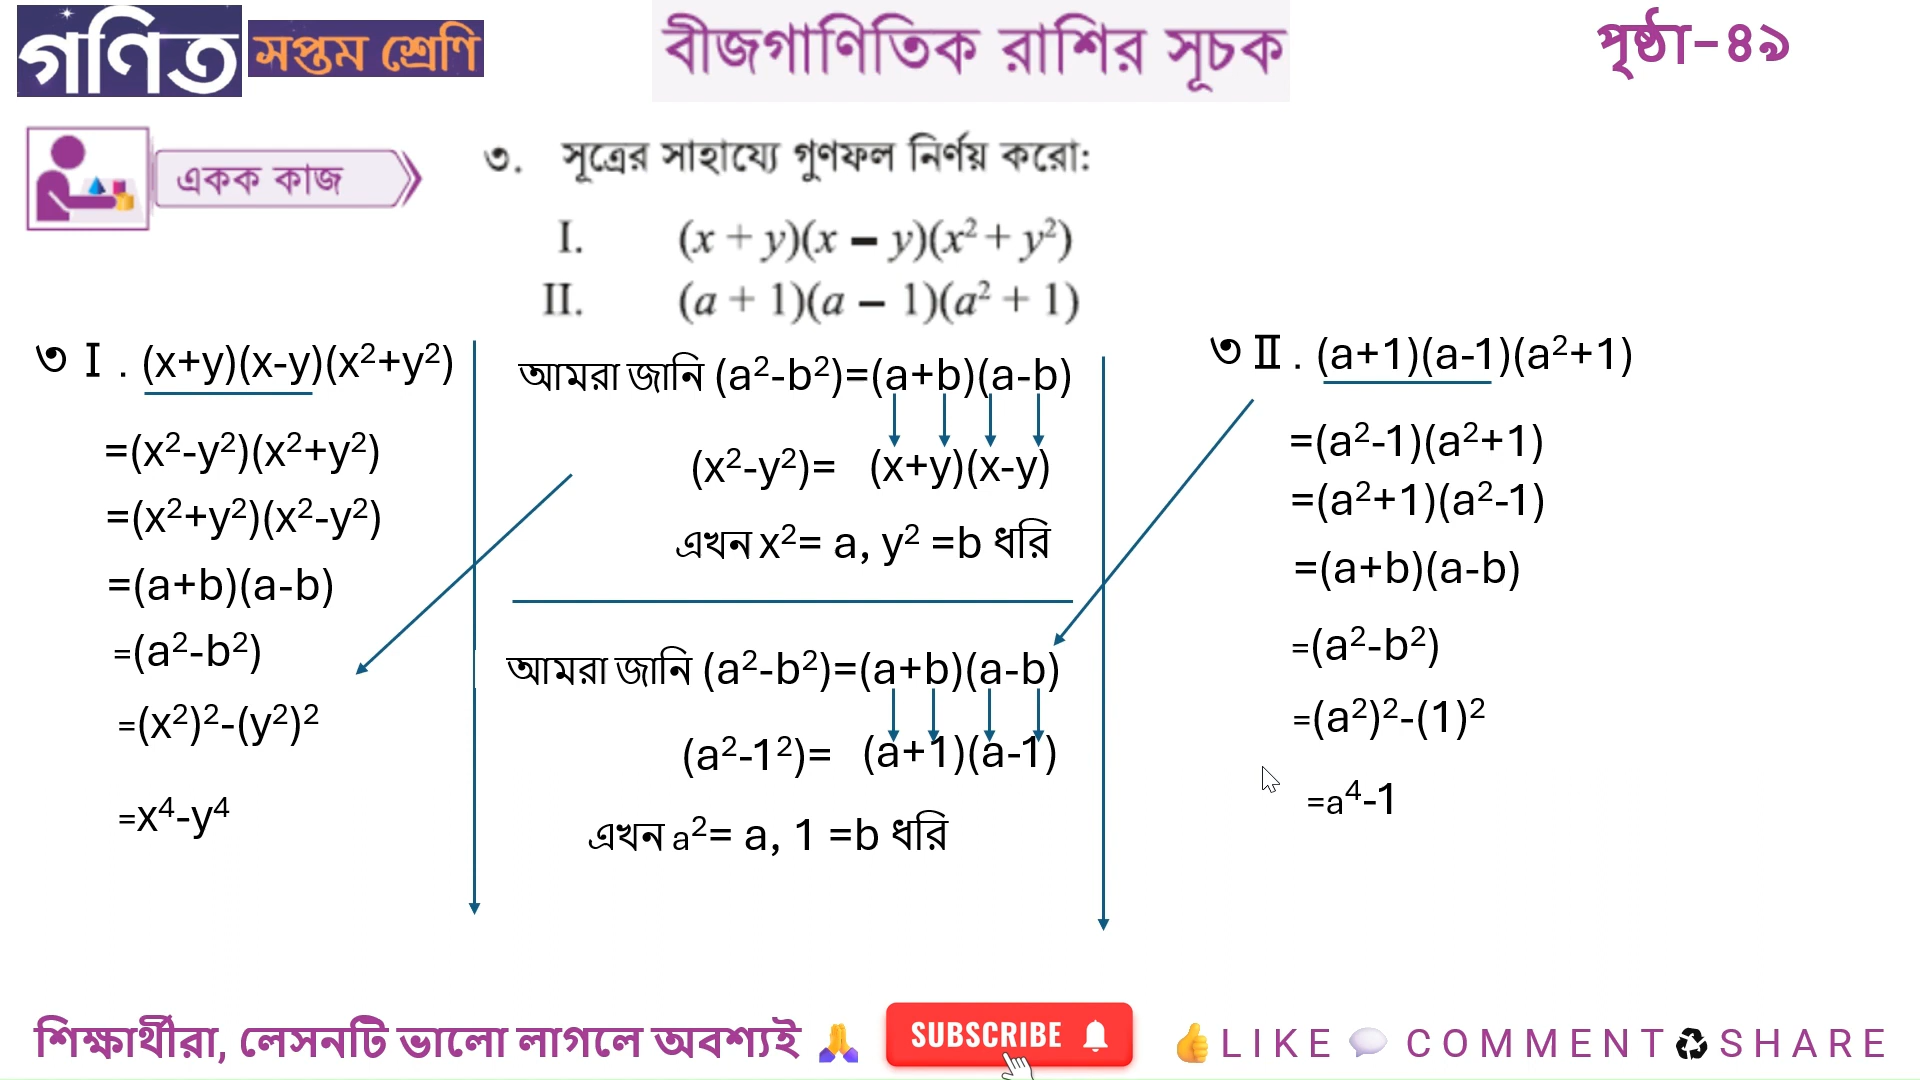 গণিত সপ্তম শ্রেণি
বীজগাণিতিক রাশির সূচক
পৃষ্ঠা-৪৯
একক কাজ
৩. সূত্রের সাহায্যে গুণফল নির্ণয় করো:
I. (x + y)(x – y)(x² + y²)
II. (a + 1)(a – 1)(a² + 1)
৩ I . (x+y)(x-y)(x²+y²)
=(x²-y²)(x²+y²)
=(x²+y²)(x²-y²)
=(a+b)(a-b)
=(a²-b²)
=(x²)²-(y²)²
=x⁴-y⁴
আমরা জানি (a²-b²)=(a+b)(a-b)
(x²-y²)= (x+y)(x-y)
এখন x²= a, y² =b ধরি
আমরা জানি (a²-b²)=(a+b)(a-b)
(a²-1²)= (a+1)(a-1)
এখন a²= a, 1 =b ধরি
৩ II . (a+1)(a-1)(a²+1)
=(a²-1)(a²+1)
=(a²+1)(a²-1)
=(a+b)(a-b)
=(a²-b²)
=(a²)²-(1)²
=a⁴-1
শিক্ষার্থীরা, লেসনটি ভালো লাগলে অবশ্যই 🙏 SUBSCRIBE 👍LIKE 💬 COMMENT ♻ SHARE